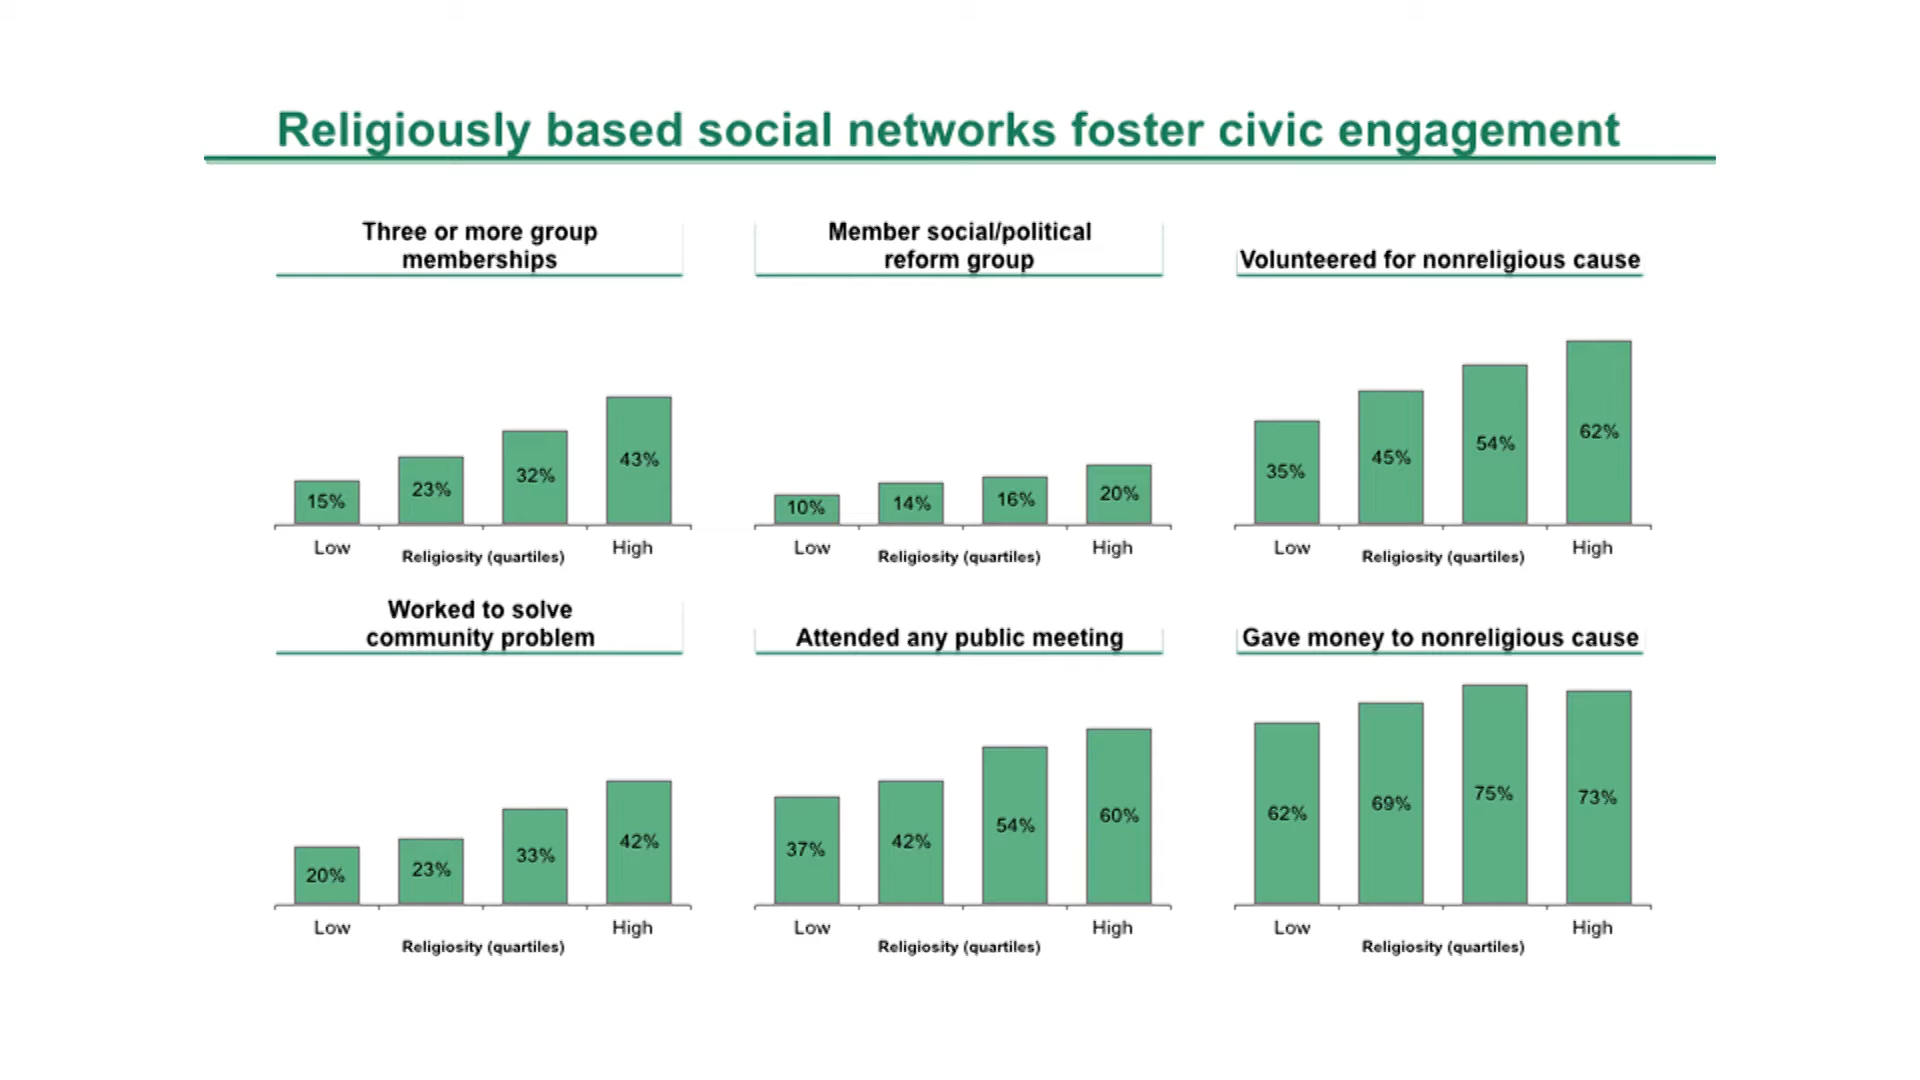 Religiously based social networks foster civic engagement
Three or more group
memberships
15%
23%
32%
43%
Low
Religiosity (quartiles)
High
Member social/political
reform group
10%
14%
16%
20%
Low
Religiosity (quartiles)
High
Volunteered for nonreligious cause
35%
45%
54%
62%
Low
Religiosity (quartiles)
High
Worked to solve
community problem
20%
23%
33%
42%
Low
Religiosity (quartiles)
High
Attended any public meeting
37%
42%
54%
60%
Low
Religiosity (quartiles)
High
Gave money to nonreligious cause
62%
69%
75%
73%
Low
Religiosity (quartiles)
High